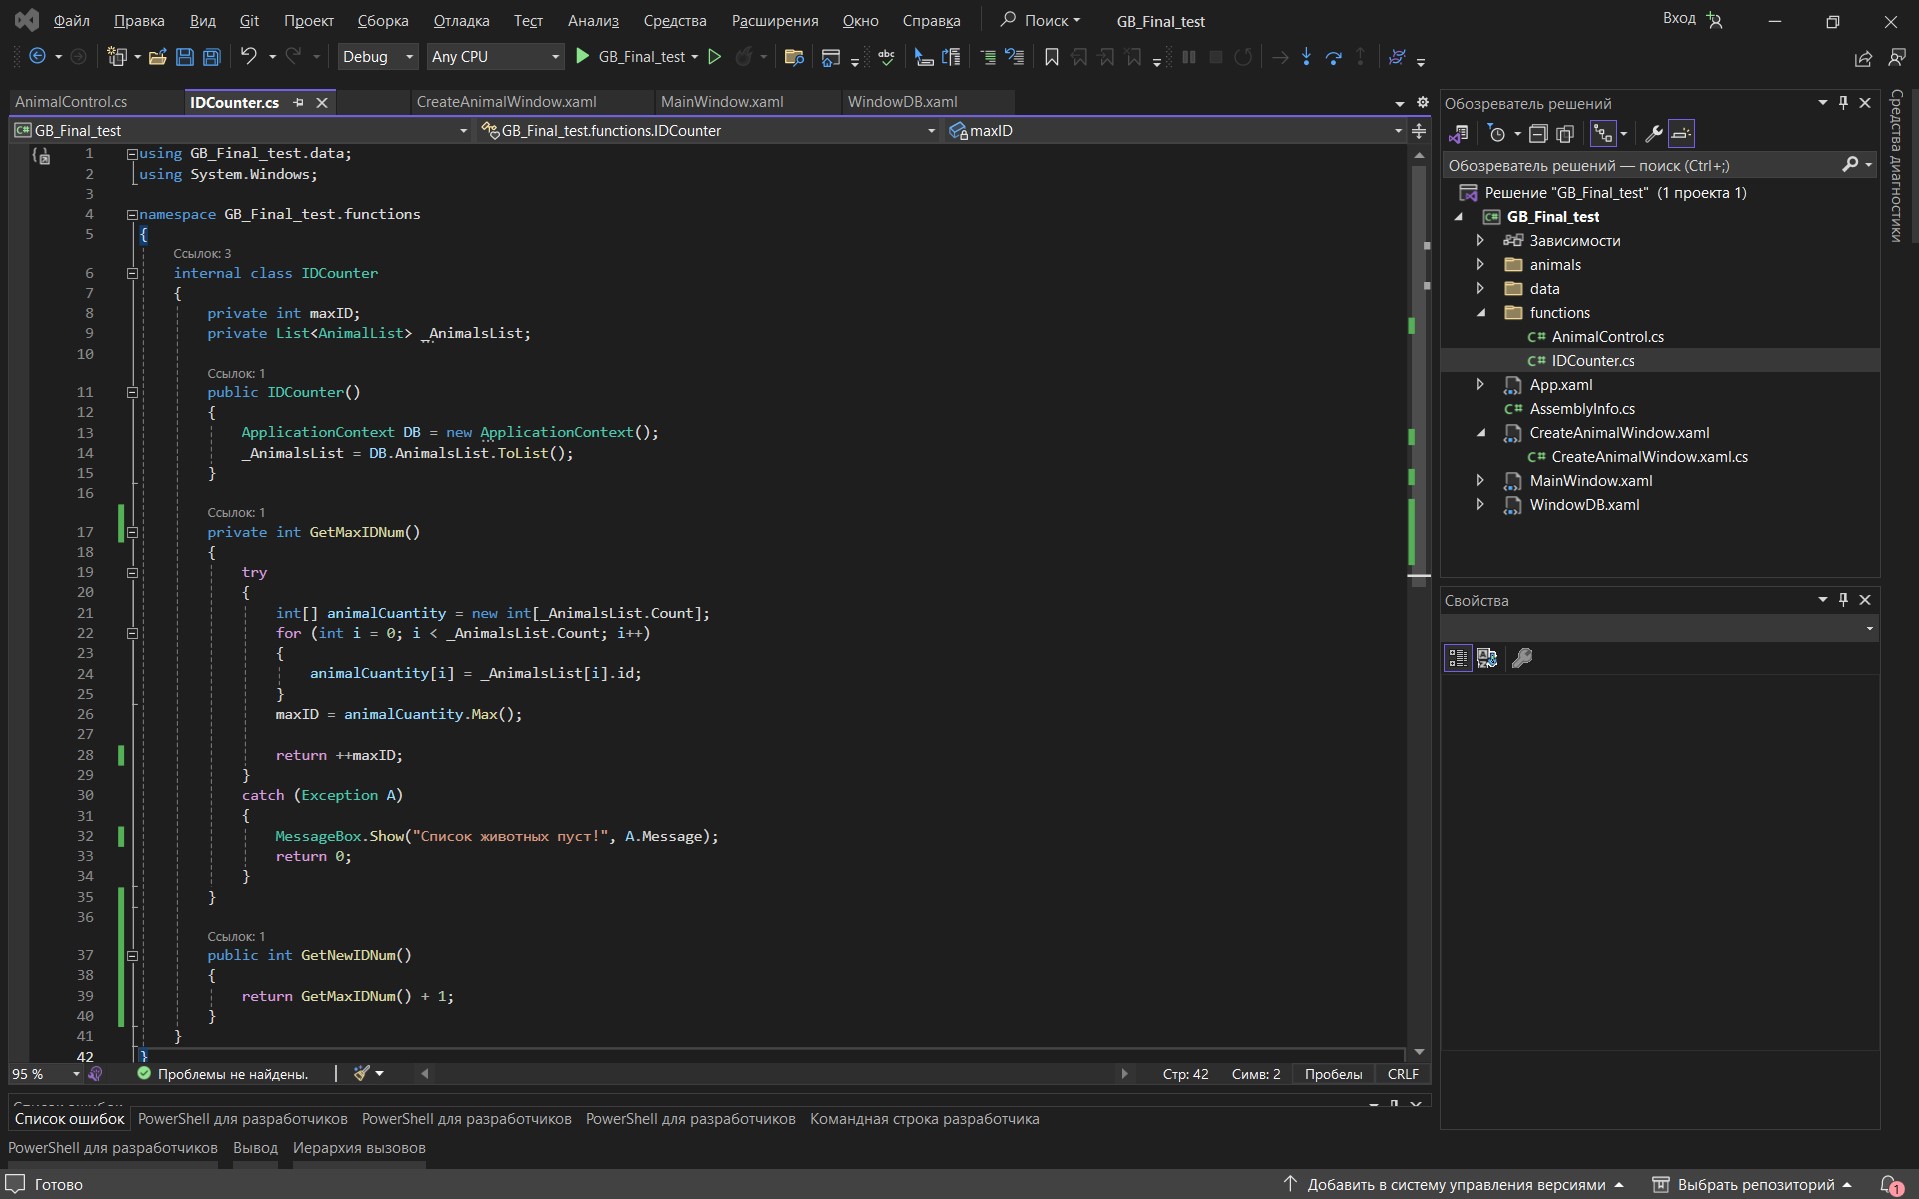 Файл Правка Вид Git Проект Сборка Отладка Тест Анализ Средства Расширения Окно Справка Поиск GB_Final_test Вход
Debug Any CPU GB_Final_test
AnimalControl.cs IDCounter.cs CreateAnimalWindow.xaml MainWindow.xaml WindowDB.xaml
GB_Final_test GB_Final_test.functions.IDCounter maxID
1 using GB_Final_test.data;
2 using System.Windows;
3
4 namespace GB_Final_test.functions
5 {
Ссылок: 3
6 internal class IDCounter
7 {
8 private int maxID;
9 private List<AnimalList> _AnimalsList;
10
Ссылок: 1
11 public IDCounter()
12 {
13 ApplicationContext DB = new ApplicationContext();
14 _AnimalsList = DB.AnimalsList.ToList();
15 }
16
Ссылок: 1
17 private int GetMaxIDNum()
18 {
19 try
20 {
21 int[] animalCuantity = new int[_AnimalsList.Count];
22 for (int i = 0; i < _AnimalsList.Count; i++)
23 {
24 animalCuantity[i] = _AnimalsList[i].id;
25 }
26 maxID = animalCuantity.Max();
27
28 return ++maxID;
29 }
30 catch (Exception A)
31 {
32 MessageBox.Show("Список животных пуст!", A.Message);
33 return 0;
34 }
35 }
36
Ссылок: 1
37 public int GetNewIDNum()
38 {
39 return GetMaxIDNum() + 1;
40 }
41 }
42 }
95 % Проблемы не найдены. Стр: 42 Симв: 2 Пробелы CRLF
Список ошибок
Список ошибок PowerShell для разработчиков PowerShell для разработчиков PowerShell для разработчиков Командная строка разработчика
PowerShell для разработчиков Вывод Иерархия вызовов
Готово Добавить в систему управления версиями Выбрать репозиторий 1
Обозреватель решений
Обозреватель решений — поиск (Ctrl+;)
Решение "GB_Final_test" (1 проекта 1)
GB_Final_test
Зависимости
animals
data
functions
C# AnimalControl.cs
C# IDCounter.cs
App.xaml
C# AssemblyInfo.cs
CreateAnimalWindow.xaml
C# CreateAnimalWindow.xaml.cs
MainWindow.xaml
WindowDB.xaml
Свойства
Средства диагностики